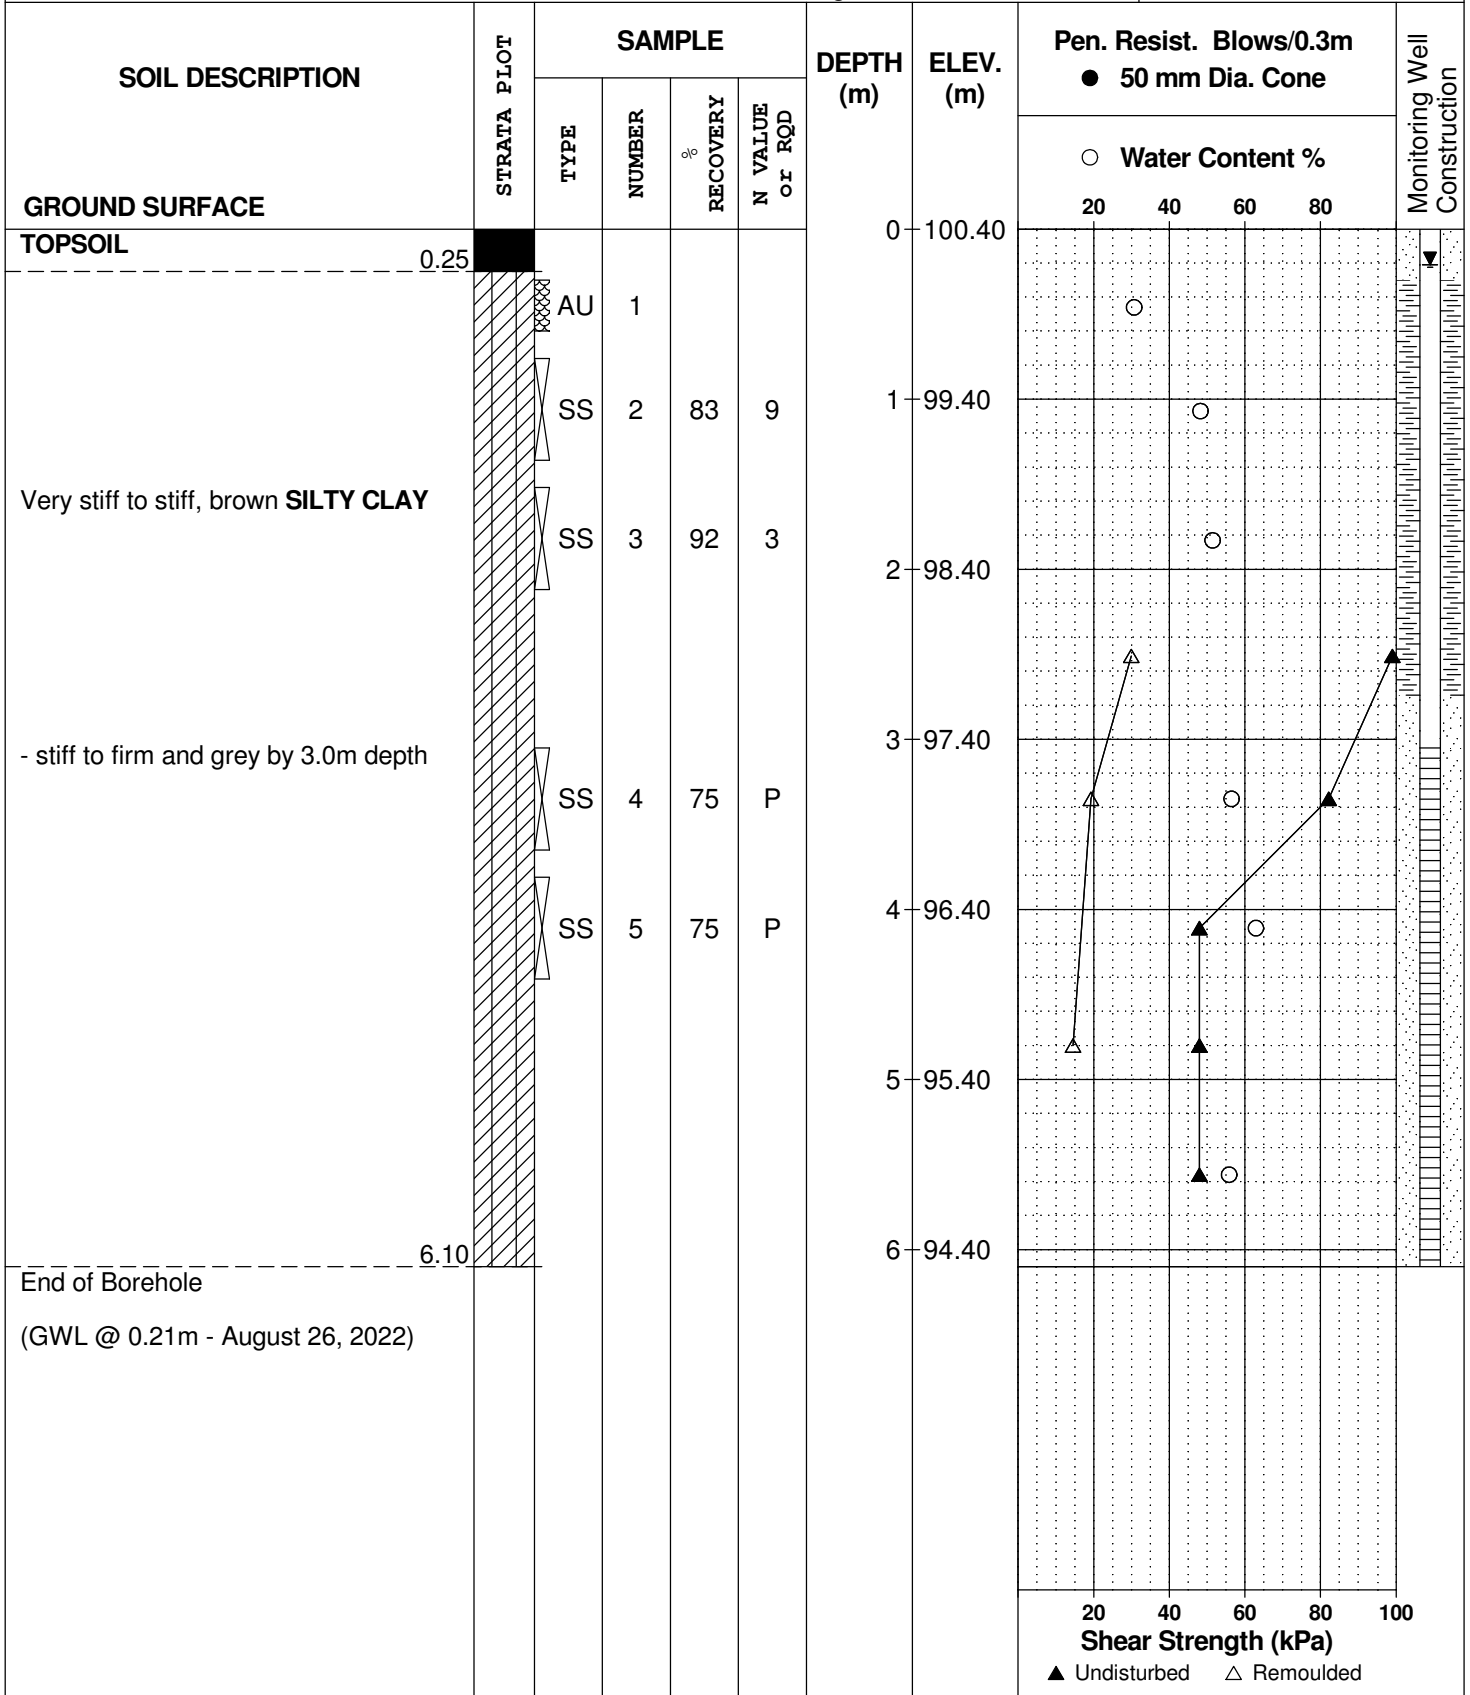 SOIL DESCRIPTION
GROUND SURFACE
STRATA PLOT
SAMPLE
TYPE
NUMBER
%
RECOVERY
N VALUE
or RQD
DEPTH
(m)
ELEV.
(m)
Pen. Resist. Blows/0.3m
● 50 mm Dia. Cone
○ Water Content %
20 40 60 80
Monitoring Well
Construction
0 100.40
TOPSOIL
0.25
AU 1
1 99.40
SS 2 83 9
Very stiff to stiff, brown SILTY CLAY
SS 3 92 3
2 98.40
3 97.40
- stiff to firm and grey by 3.0m depth
SS 4 75 P
4 96.40
SS 5 75 P
5 95.40
6 94.40
6.10
End of Borehole
(GWL @ 0.21m - August 26, 2022)
20 40 60 80 100
Shear Strength (kPa)
▲ Undisturbed △ Remoulded